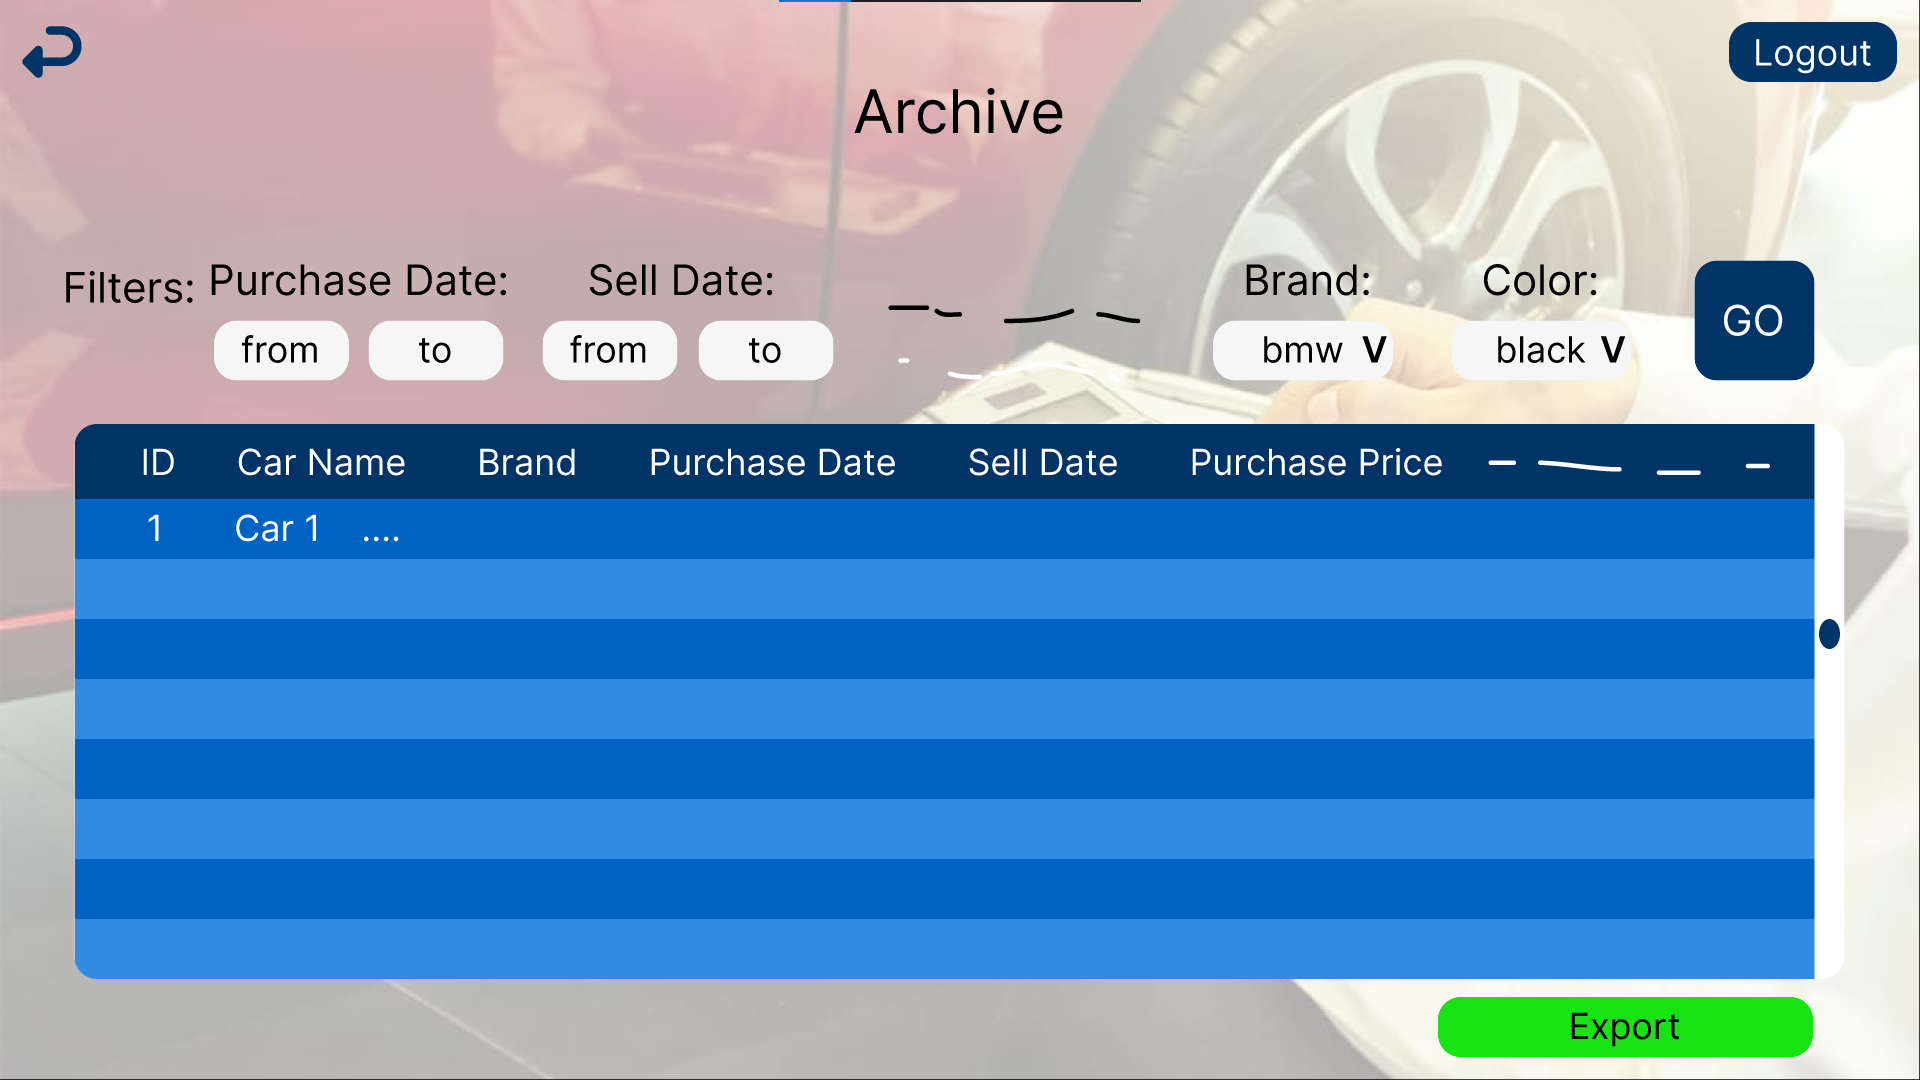 Logout
Archive
Filters: Purchase Date: Sell Date: Brand: Color: GO
from to from to bmw V black V
ID Car Name Brand Purchase Date Sell Date Purchase Price
1 Car 1 ....
Export